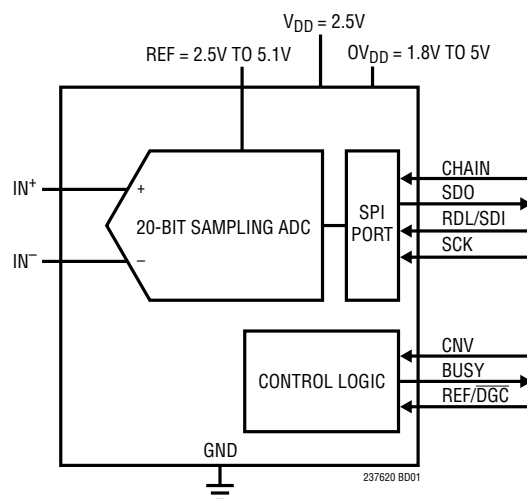 V_DD = 2.5V
REF = 2.5V TO 5.1V
OV_DD = 1.8V TO 5V
IN⁺
+
IN⁻
−
20-BIT SAMPLING ADC
SPI
PORT
CHAIN
SDO
RDL/SDI
SCK
CONTROL LOGIC
CNV
BUSY
REF/D̅G̅C̅
GND
237620 BD01